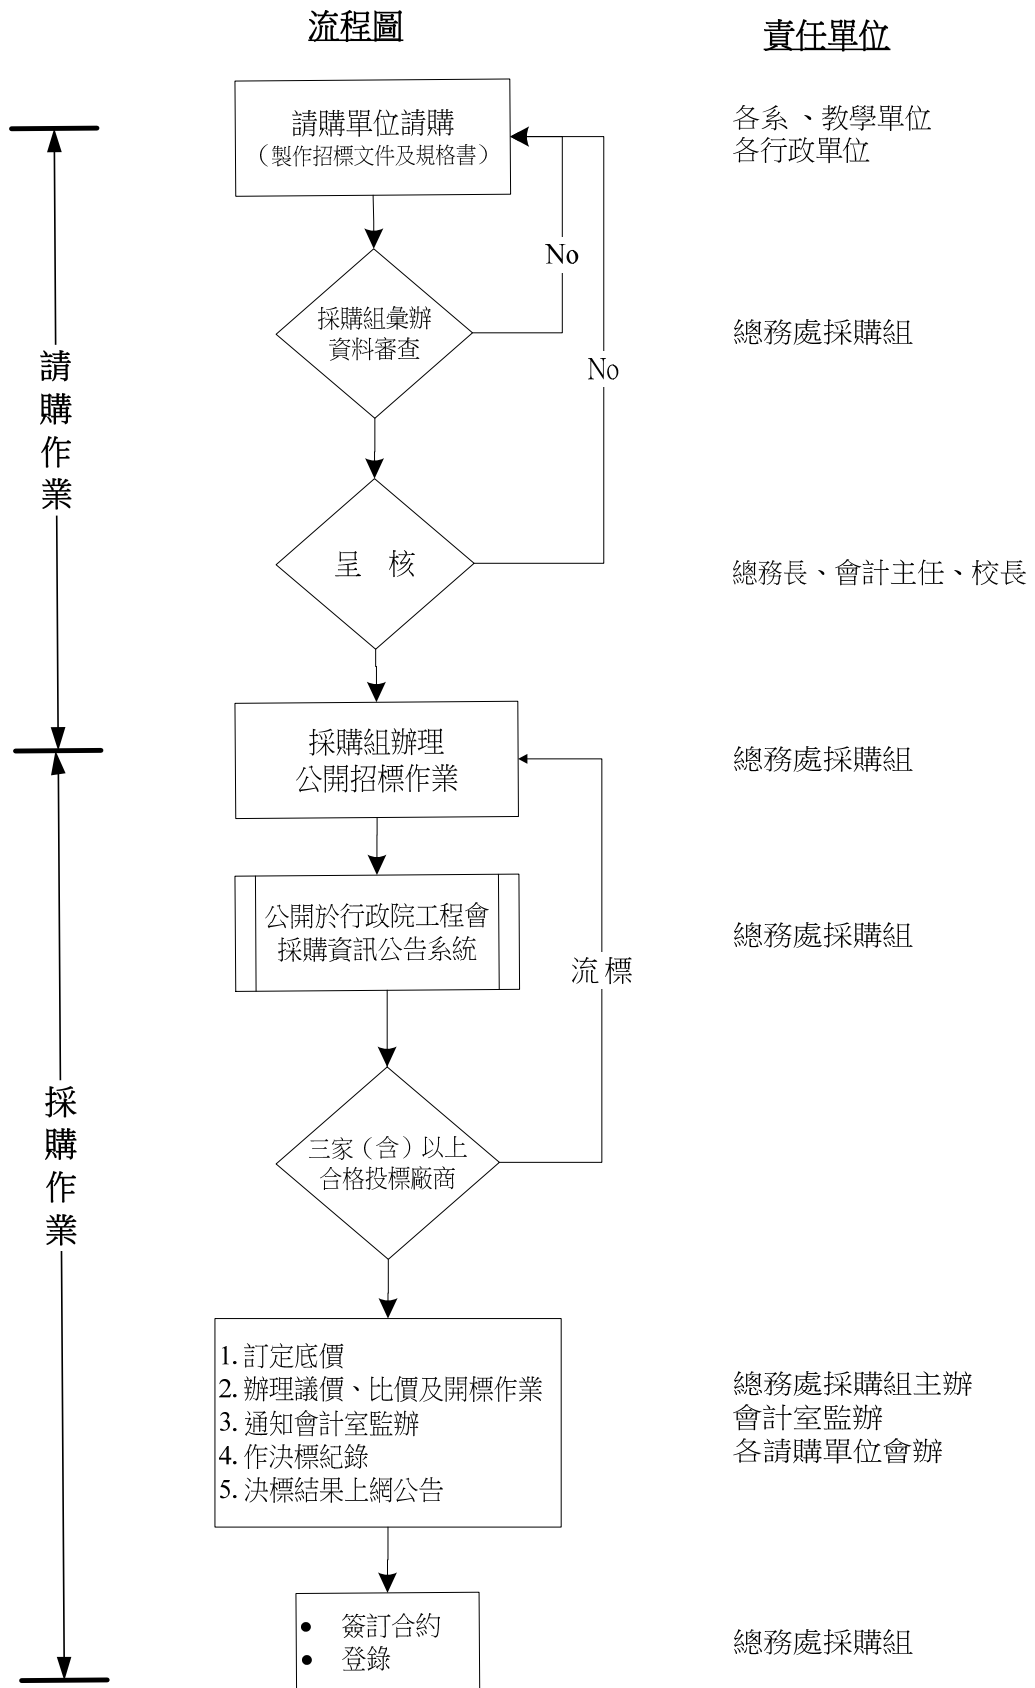 流程圖
責任單位
請購單位請購
（製作招標文件及規格書）
各系、教學單位
各行政單位
No
採購組彙辦
資料審查
總務處採購組
No
請購作業
呈 核
總務長、會計主任、校長
採購組辦理
公開招標作業
總務處採購組
公開於行政院工程會
採購資訊公告系統
總務處採購組
流標
採購作業
三家（含）以上
合格投標廠商
1. 訂定底價
2. 辦理議價、比價及開標作業
3. 通知會計室監辦
4. 作決標紀錄
5. 決標結果上網公告
總務處採購組主辦
會計室監辦
各請購單位會辦
• 簽訂合約
• 登錄
總務處採購組